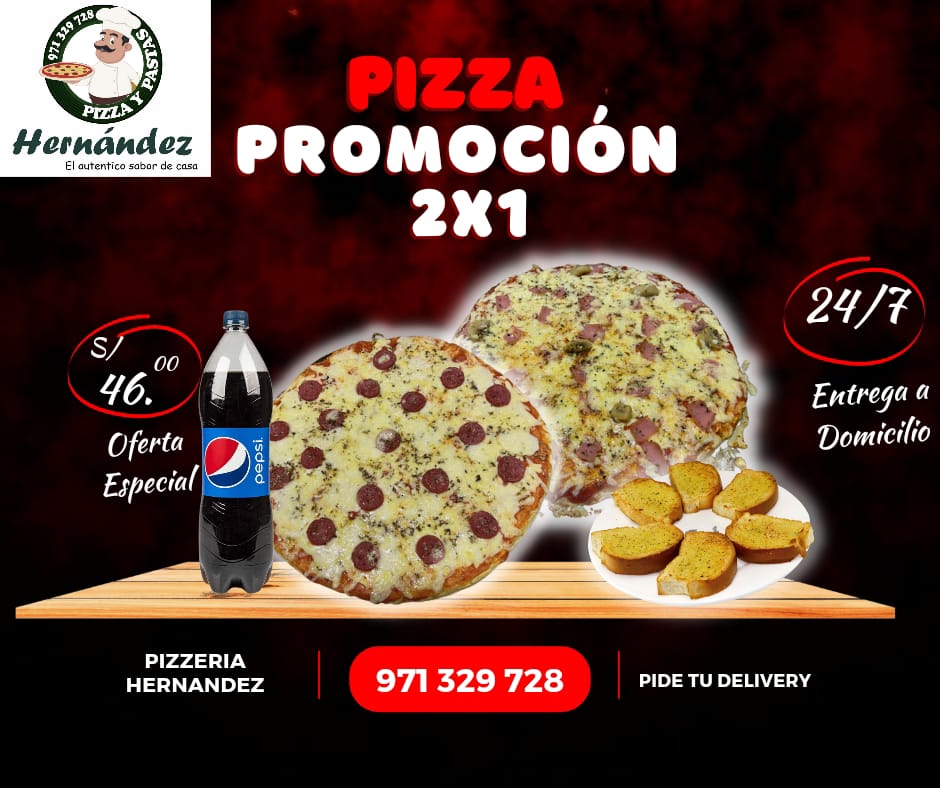 971 329 728
PIZZA Y PASTAS
Hernández
El autentico sabor de casa
PIZZA
PROMOCIÓN
2X1
S/
46.00
Oferta
Especial
pepsi.
24/7
Entrega a
Domicilio
PIZZERIA
HERNANDEZ
971 329 728
PIDE TU DELIVERY